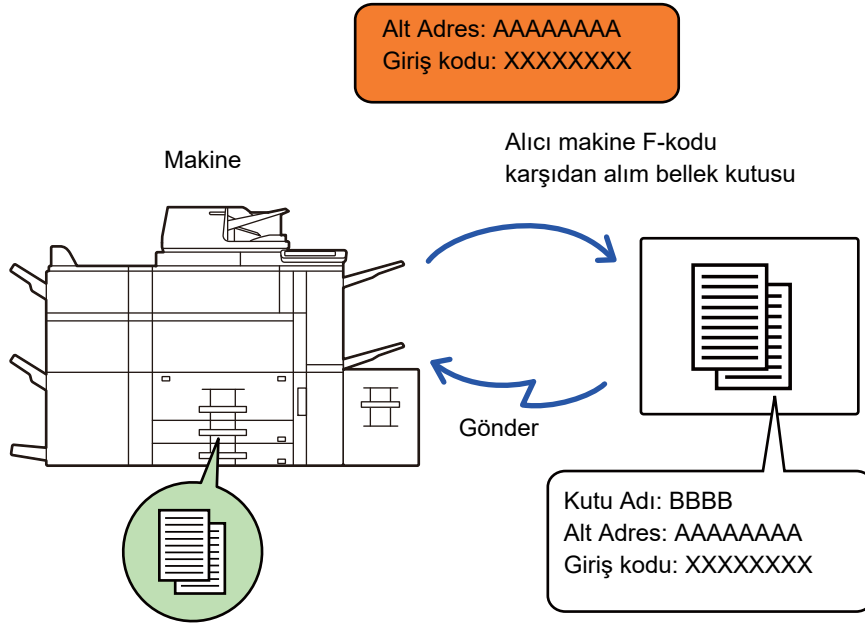 Alt Adres: AAAAAAAA
Giriş kodu: XXXXXXXX
Makine
Alıcı makine F-kodu
karşıdan alım bellek kutusu
Gönder
Kutu Adı: BBBB
Alt Adres: AAAAAAAA
Giriş kodu: XXXXXXXX